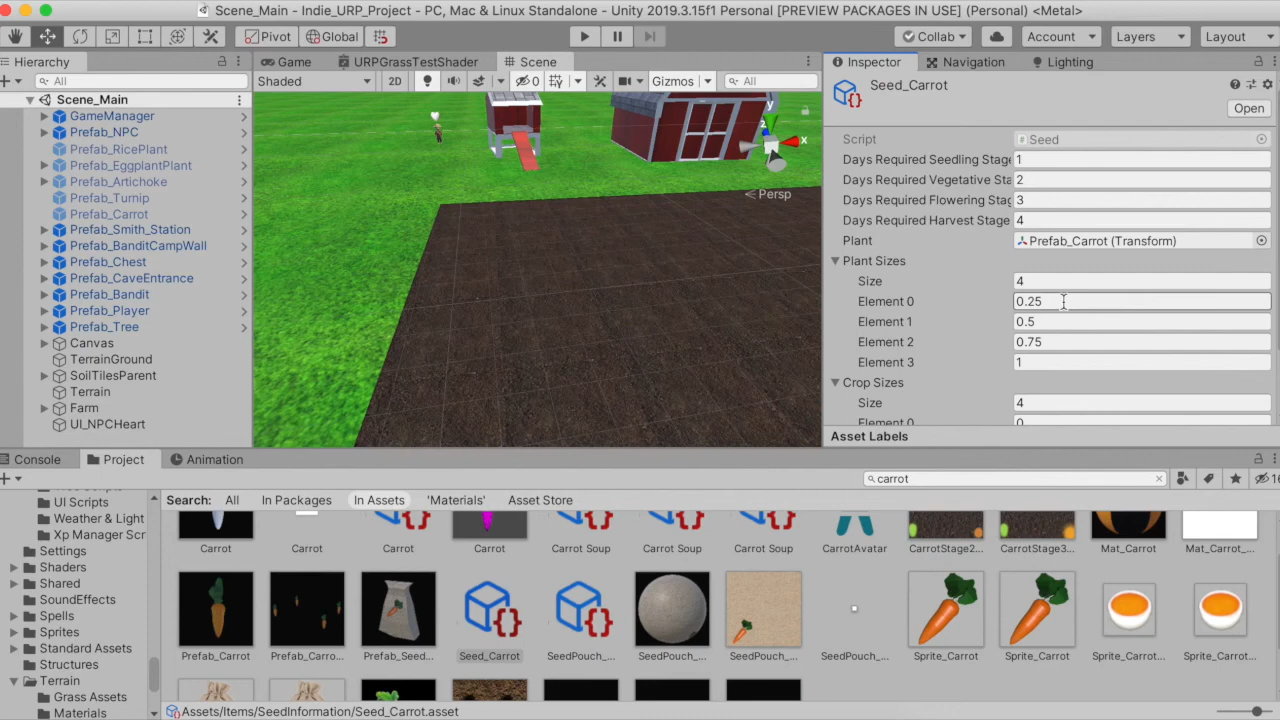 Scene_Main - Indie_URP_Project - PC, Mac & Linux Standalone - Unity 2019.3.15f1 Personal [PREVIEW PACKAGES IN USE] (Personal) <Metal>
Pivot Global Collab Account Layers Layout
Hierarchy
All
Scene_Main
GameManager
Prefab_NPC
Prefab_RicePlant
Prefab_EggplantPlant
Prefab_Artichoke
Prefab_Turnip
Prefab_Carrot
Prefab_Smith_Station
Prefab_BanditCampWall
Prefab_Chest
Prefab_CaveEntrance
Prefab_Bandit
Prefab_Player
Prefab_Tree
Canvas
TerrainGround
SoilTilesParent
Terrain
Farm
UI_NPCHeart
Game URPGrassTestShader Scene
Shaded 2D 0 Gizmos All
y
z
x
Persp
Inspector Navigation Lighting
Seed_Carrot
Open
Script Seed
Days Required Seedling Stage 1
Days Required Vegetative Sta 2
Days Required Flowering Stag 3
Days Required Harvest Stage 4
Plant Prefab_Carrot (Transform)
Plant Sizes
Size 4
Element 0 0.25
Element 1 0.5
Element 2 0.75
Element 3 1
Crop Sizes
Size 4
Element 0 0
Asset Labels
Console Project Animation
carrot 16
UI Scripts
Weather & Light
Xp Manager Scr
Settings
Shaders
Shared
SoundEffects
Spells
Sprites
Standard Assets
Structures
Terrain
Grass Assets
Materials
Search: All In Packages In Assets 'Materials' Asset Store
Carrot Carrot Carrot Carrot Carrot Soup Carrot Soup Carrot Soup CarrotAvatar CarrotStage2... CarrotStage3... Mat_Carrot Mat_Carrot_...
Prefab_Carrot Prefab_Carro... Prefab_Seed... Seed_Carrot SeedPouch_... SeedPouch_... SeedPouch_... SeedPouch_... Sprite_Carrot Sprite_Carrot Sprite_Carrot... Sprite_Carrot...
Assets/Items/SeedInformation/Seed_Carrot.asset